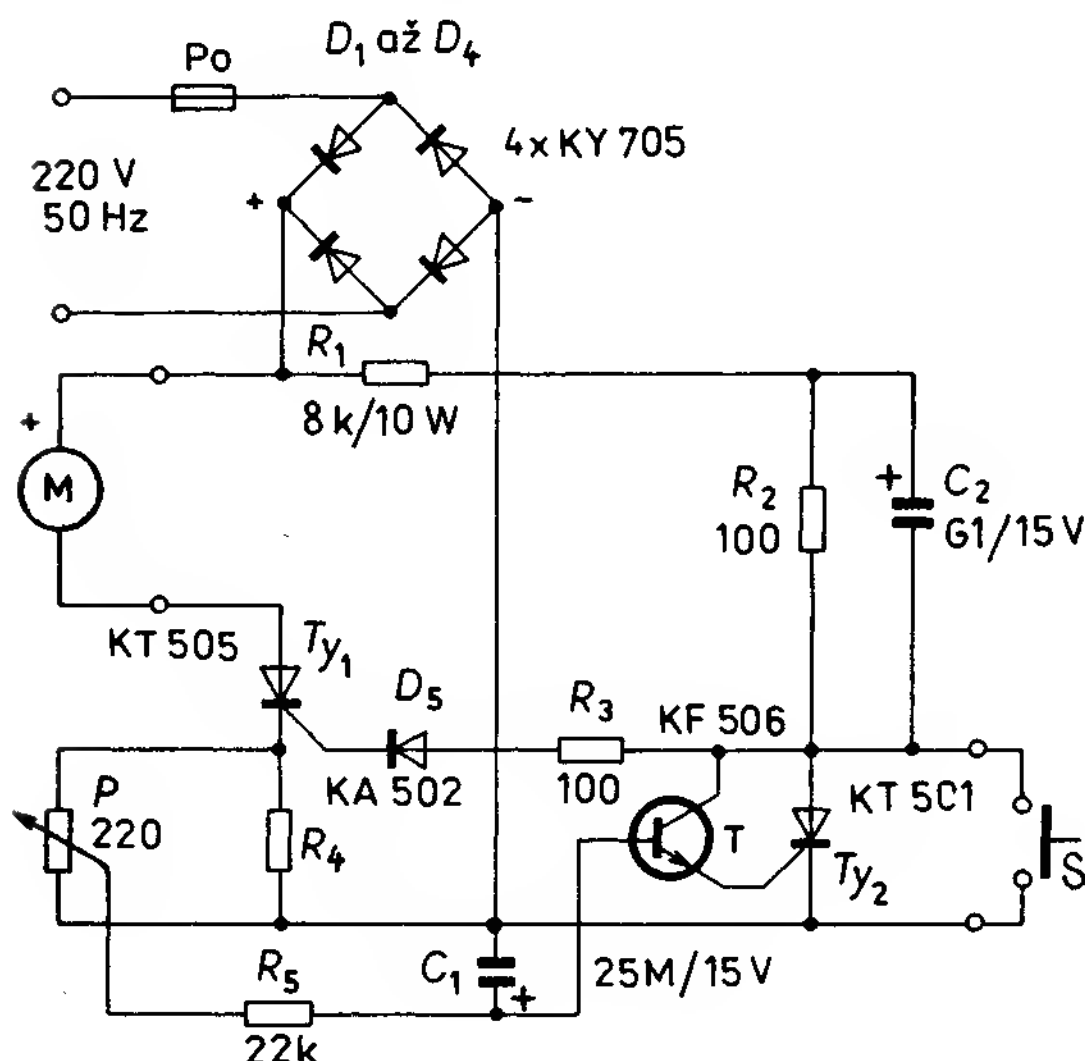 Po
D₁ až D₄
4x KY 705
220 V
50 Hz
+
-
R₁
8 k/10 W
+
M
R₂
100
+
C₂
G1/15 V
KT 505
Ty₁
D₅
R₃
KF 506
KA 502
100
KT 501
P
220
R₄
T
Ty₂
S
R₅
22k
C₁
+
25M/15 V